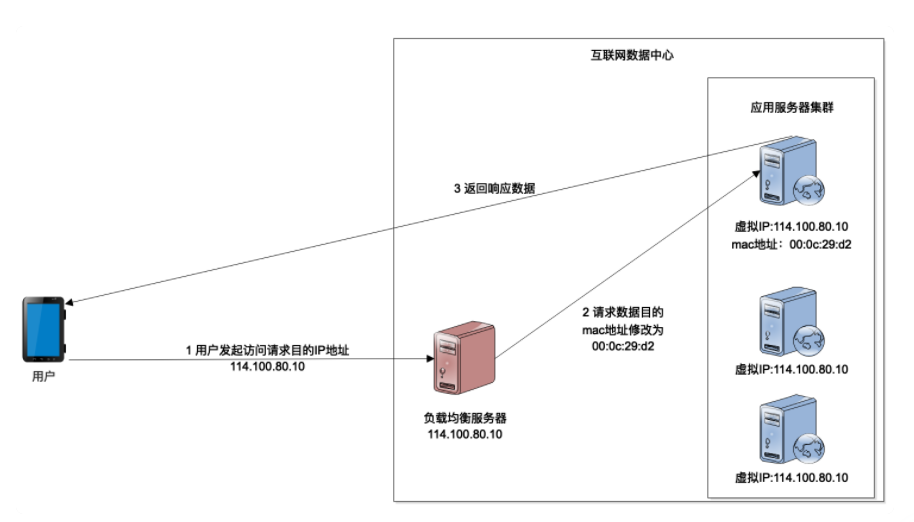 互联网数据中心
应用服务器集群
3 返回响应数据
虚拟IP:114.100.80.10
mac地址：00:0c:29:d2
2 请求数据目的
mac地址修改为
00:0c:29:d2
1 用户发起访问请求目的IP地址
114.100.80.10
用户
负载均衡服务器
114.100.80.10
虚拟IP:114.100.80.10
虚拟IP:114.100.80.10